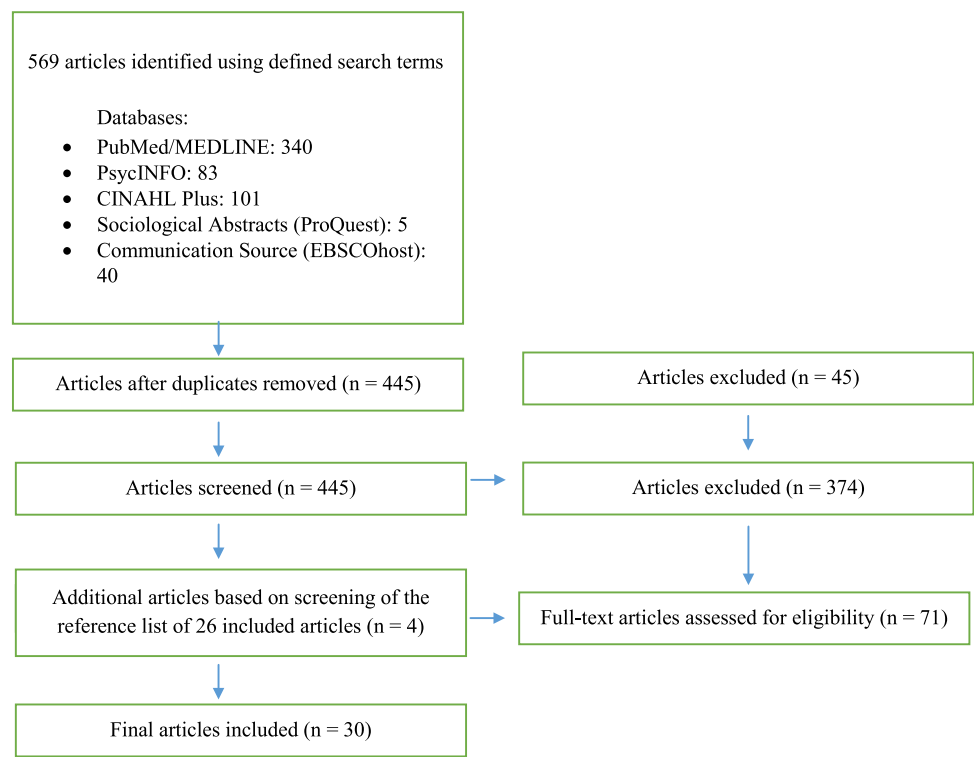 569 articles identified using defined search terms
Databases:
• PubMed/MEDLINE: 340
• PsycINFO: 83
• CINAHL Plus: 101
• Sociological Abstracts (ProQuest): 5
• Communication Source (EBSCOhost):
40
Articles after duplicates removed (n = 445)
Articles excluded (n = 45)
Articles screened (n = 445)
Articles excluded (n = 374)
Additional articles based on screening of the
reference list of 26 included articles (n = 4)
Full-text articles assessed for eligibility (n = 71)
Final articles included (n = 30)